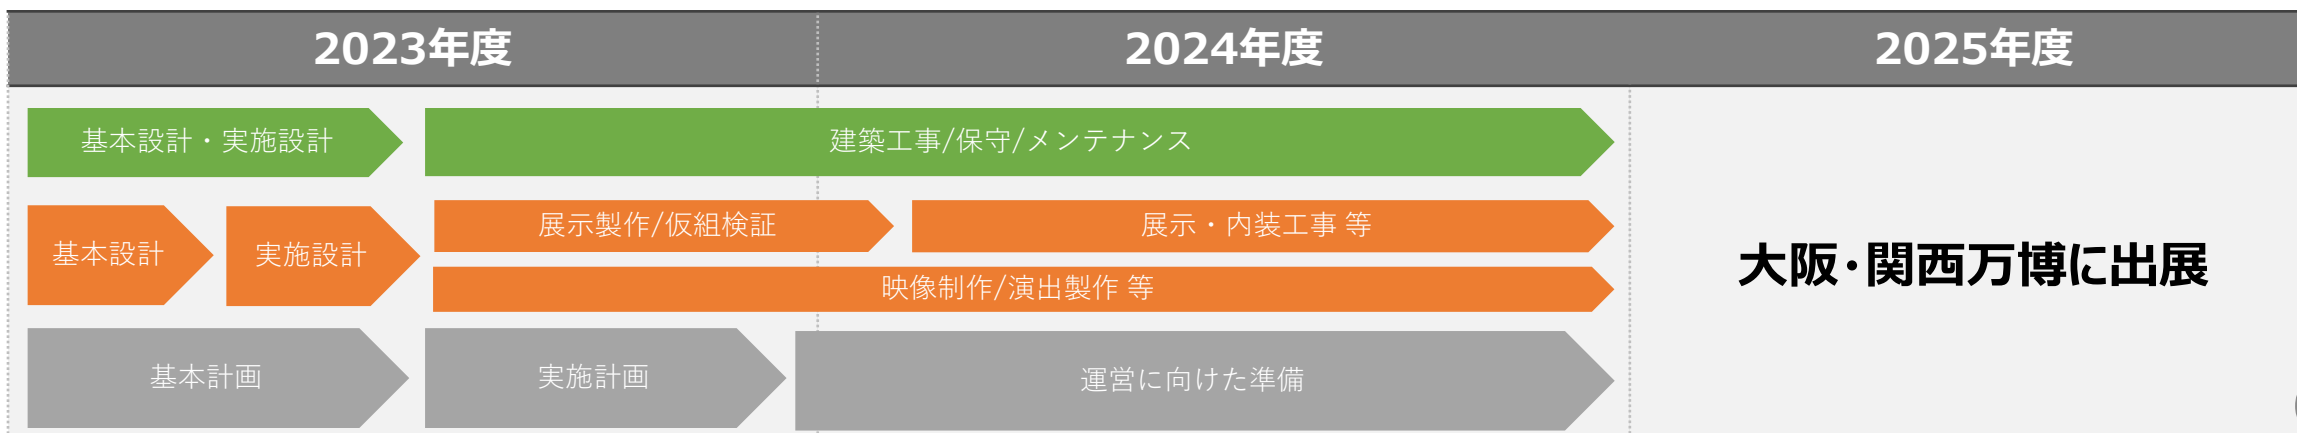 2023年度
2024年度
2025年度
基本設計・実施設計
建築工事/保守/メンテナンス
基本設計
実施設計
展示製作/仮組検証
展示・内装工事 等
映像制作/演出製作 等
大阪・関西万博に出展
基本計画
実施計画
運営に向けた準備